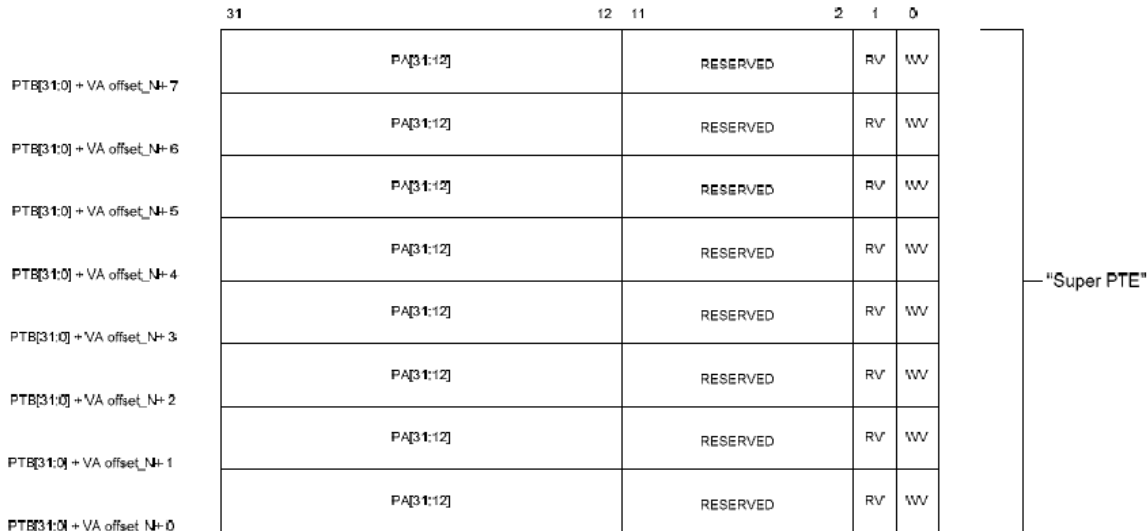 31 12 11 2 1 0
PA[31:12] RESERVED RV WV
PTB[31:0] + VA offset_N+ 7
PA[31:12] RESERVED RV WV
PTB[31:0] + VA offset_N+ 6
PA[31:12] RESERVED RV WV
PTB[31:0] + VA offset_N+ 5
PA[31:12] RESERVED RV WV
PTB[31:0] + VA offset_N+ 4
"Super PTE"
PA[31:12] RESERVED RV WV
PTB[31:0] + VA offset_N+ 3
PA[31:12] RESERVED RV WV
PTB[31:0] + VA offset_N+ 2
PA[31:12] RESERVED RV WV
PTB[31:0] + VA offset_N+ 1
PA[31:12] RESERVED RV WV
PTB[31:0] + VA offset_N+ 0